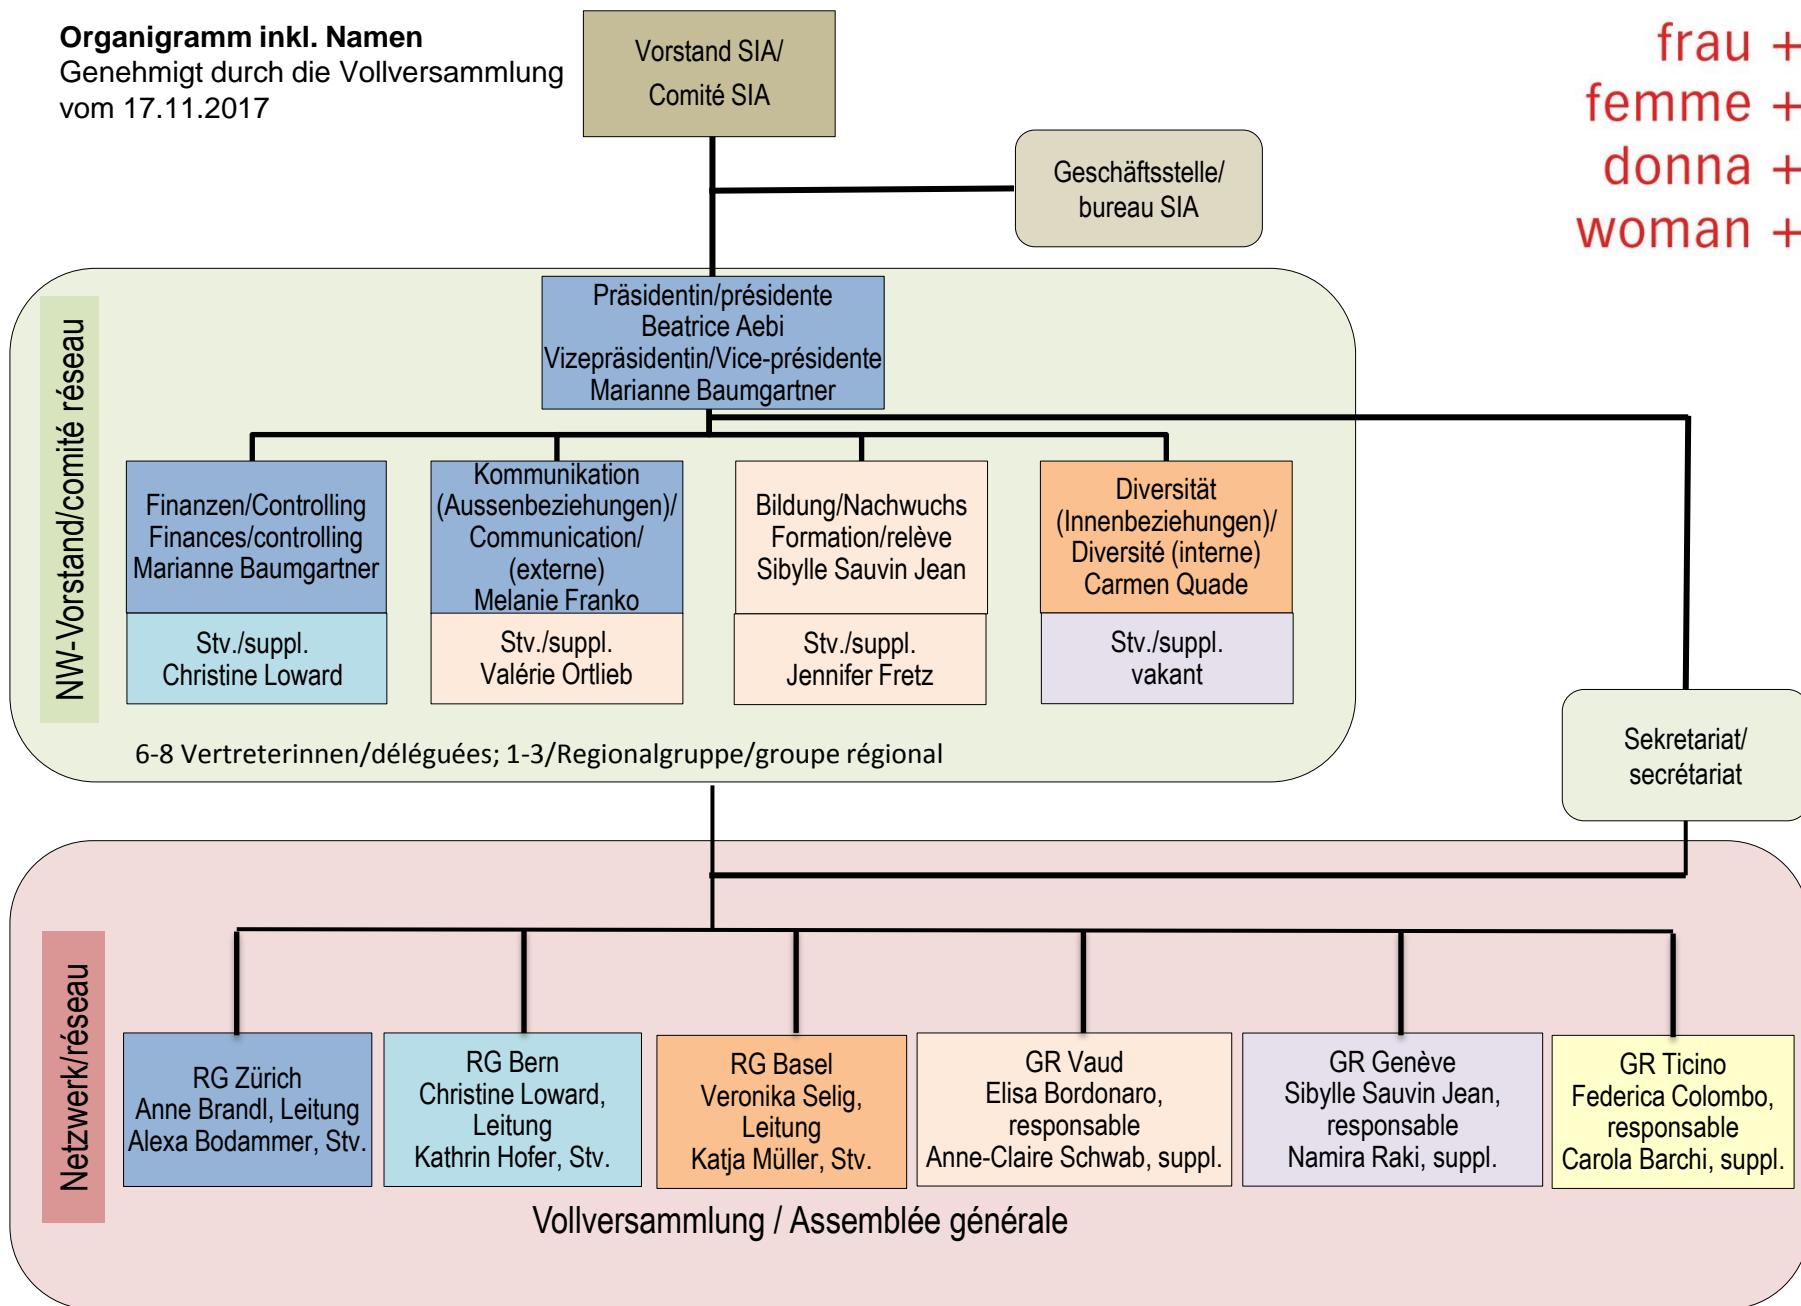 Organigramm inkl. Namen
Genehmigt durch die Vollversammlung
vom 17.11.2017
Vorstand SIA/
Comité SIA
frau +
femme +
donna +
woman +
Geschäftsstelle/
bureau SIA
NW-Vorstand/comité réseau
Präsidentin/présidente
Beatrice Aebi
Vizepräsidentin/Vice-présidente
Marianne Baumgartner
Finanzen/Controlling
Finances/controlling
Marianne Baumgartner
Stv./suppl.
Christine Loward
Kommunikation
(Aussenbeziehungen)/
Communication/
(externe)
Melanie Franko
Stv./suppl.
Valérie Ortlieb
Bildung/Nachwuchs
Formation/relève
Sibylle Sauvin Jean
Stv./suppl.
Jennifer Fretz
Diversität
(Innenbeziehungen)/
Diversité (interne)
Carmen Quade
Stv./suppl.
vakant
6-8 Vertreterinnen/déléguées; 1-3/Regionalgruppe/groupe régional
Sekretariat/
secrétariat
Netzwerk/réseau
RG Zürich
Anne Brandl, Leitung
Alexa Bodammer, Stv.
RG Bern
Christine Loward,
Leitung
Kathrin Hofer, Stv.
RG Basel
Veronika Selig,
Leitung
Katja Müller, Stv.
GR Vaud
Elisa Bordonaro,
responsable
Anne-Claire Schwab, suppl.
GR Genève
Sibylle Sauvin Jean,
responsable
Namira Raki, suppl.
GR Ticino
Federica Colombo,
responsable
Carola Barchi, suppl.
Vollversammlung / Assemblée générale